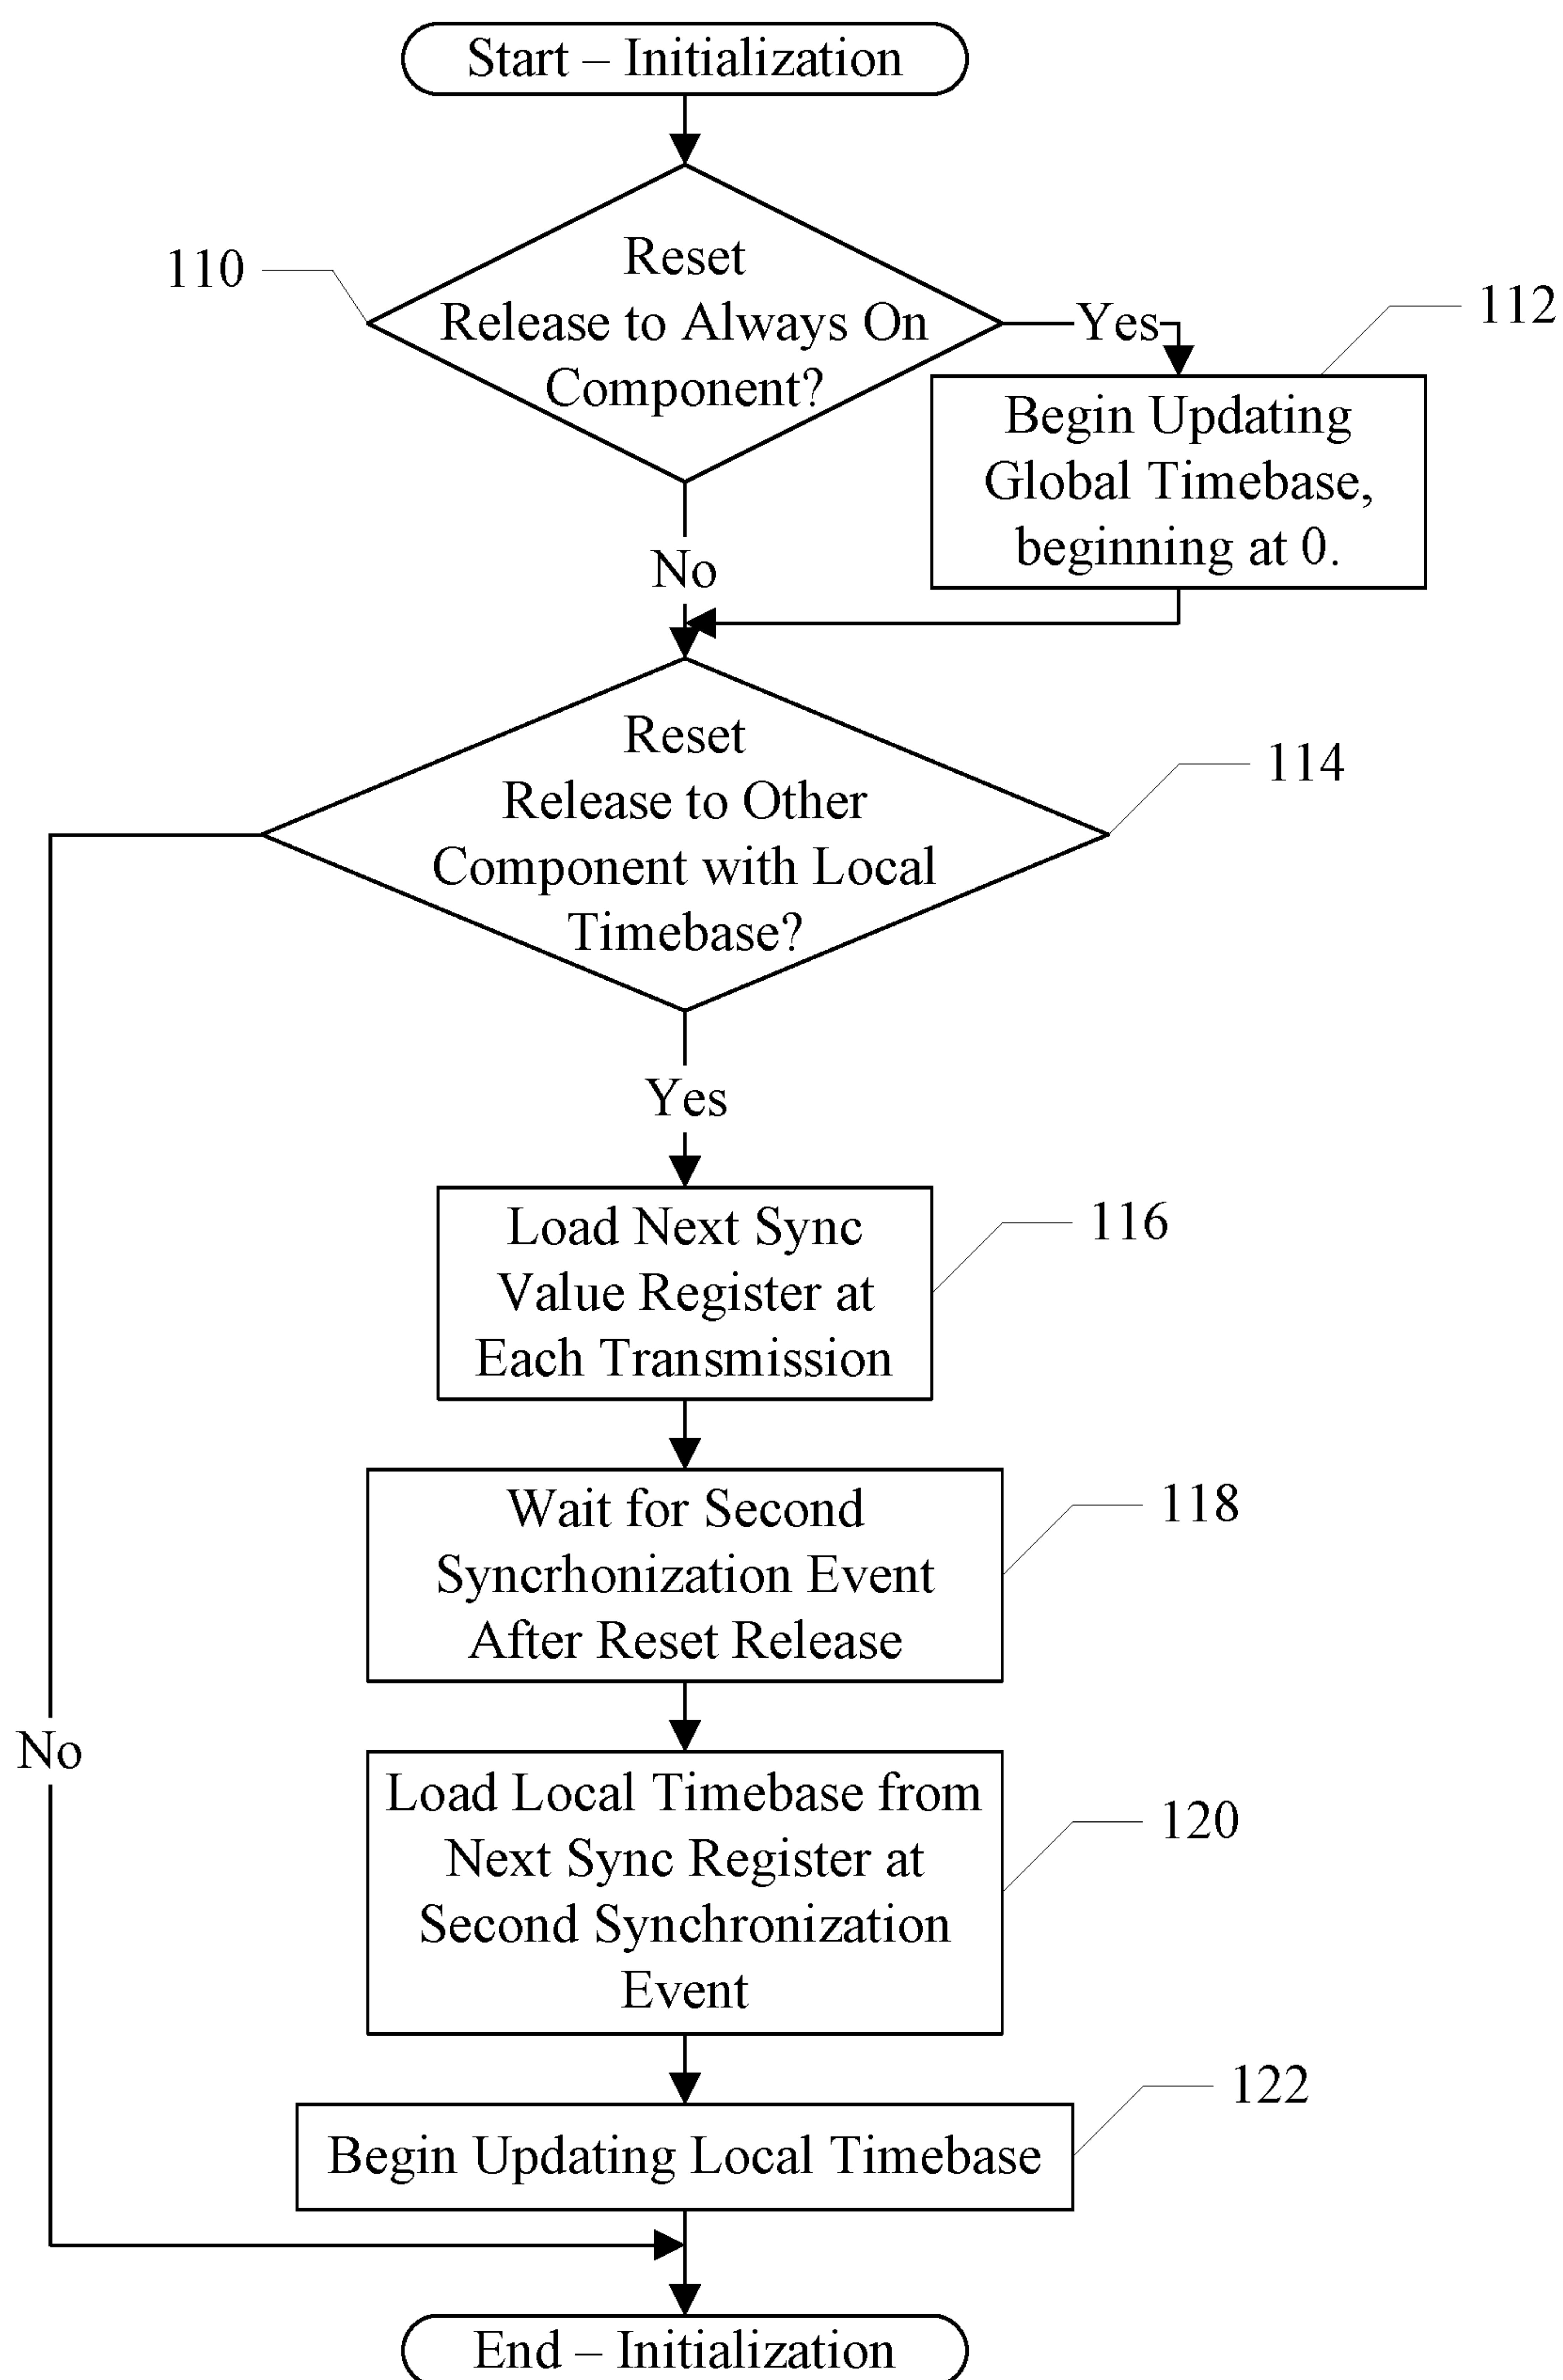 Start – Initialization
110
Reset
Release to Always On
Component?
Yes
112
Begin Updating
Global Timebase,
beginning at 0.
No
Reset
Release to Other
Component with Local
Timebase?
114
Yes
Load Next Sync
Value Register at
Each Transmission
116
Wait for Second
Syncrhonization Event
After Reset Release
118
No
Load Local Timebase from
Next Sync Register at
Second Synchronization
Event
120
Begin Updating Local Timebase
122
End – Initialization